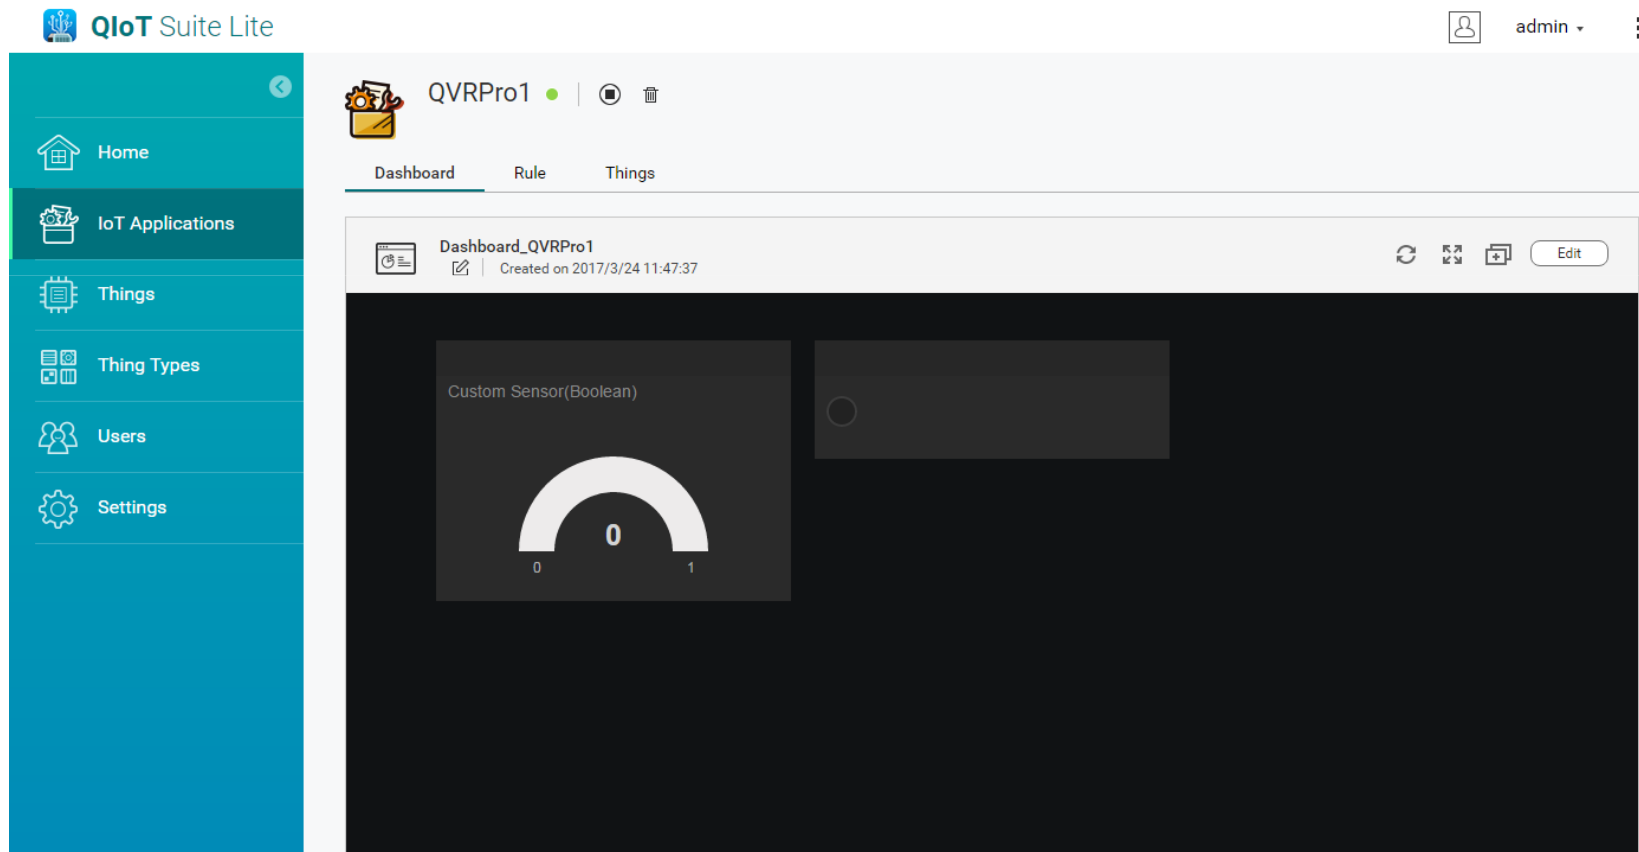 QIoT Suite Lite
admin
Home
IoT Applications
Things
Thing Types
Users
Settings
QVRPro1
Dashboard Rule Things
Dashboard_QVRPro1
Created on 2017/3/24 11:47:37
Edit
Custom Sensor(Boolean)
0
0 1